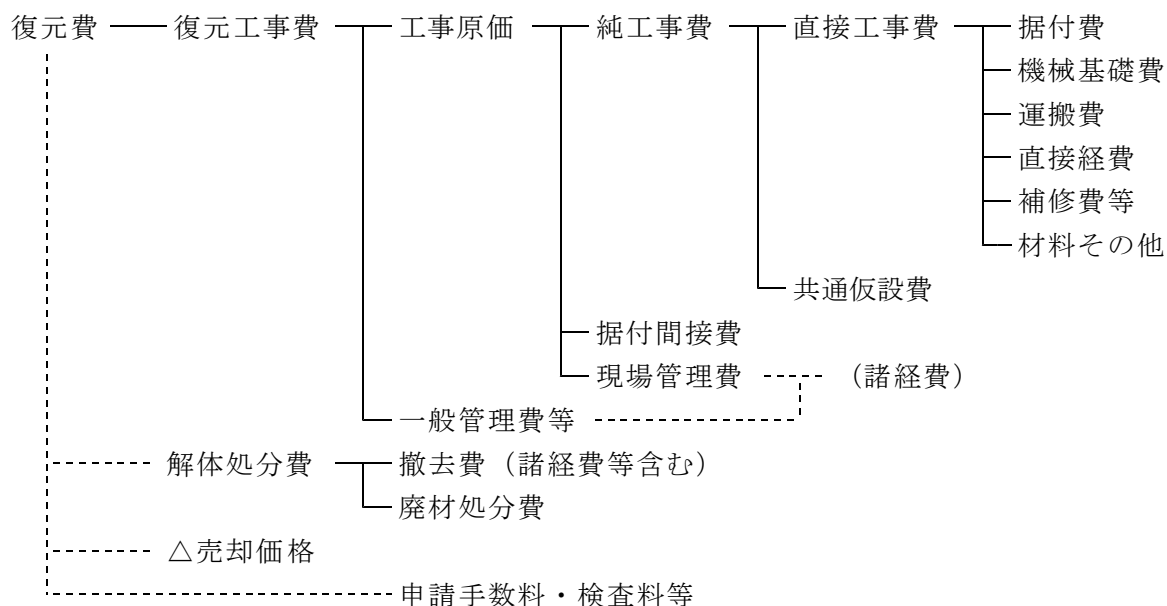 復元費 復元工事費 工事原価 純工事費 直接工事費 据付費
機械基礎費
運搬費
直接経費
補修費等
材料その他
共通仮設費
据付間接費
現場管理費 （諸経費）
一般管理費等
解体処分費 撤去費（諸経費等含む）
廃材処分費
△売却価格
申請手数料・検査料等